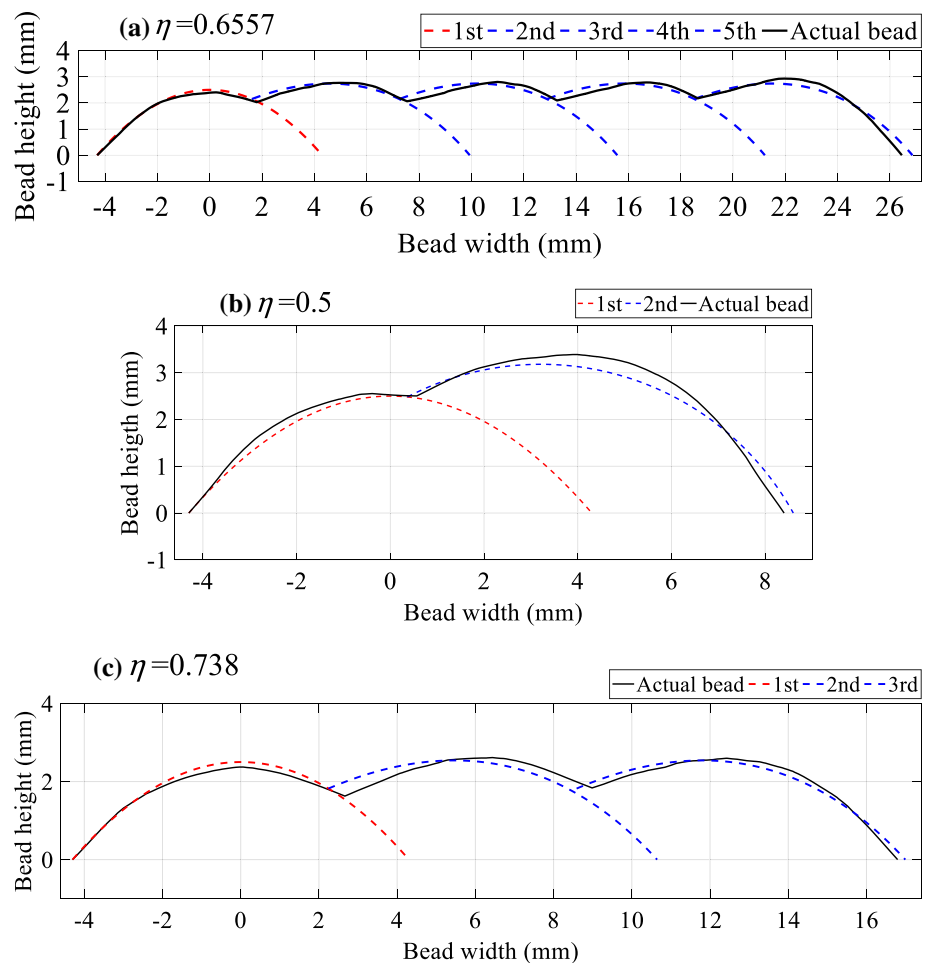 (a) η=0.6557
1st 2nd 3rd 4th 5th Actual bead
Bead height (mm)
4
3
2
1
0
-1
-4 -2 0 2 4 6 8 10 12 14 16 18 20 22 24 26
Bead width (mm)
(b) η=0.5
1st 2nd Actual bead
Bead heigth (mm)
4
3
2
1
0
-1
-4 -2 0 2 4 6 8
Bead width (mm)
(c) η=0.738
Actual bead 1st 2nd 3rd
Bead height (mm)
4
2
0
-4 -2 0 2 4 6 8 10 12 14 16
Bead width (mm)